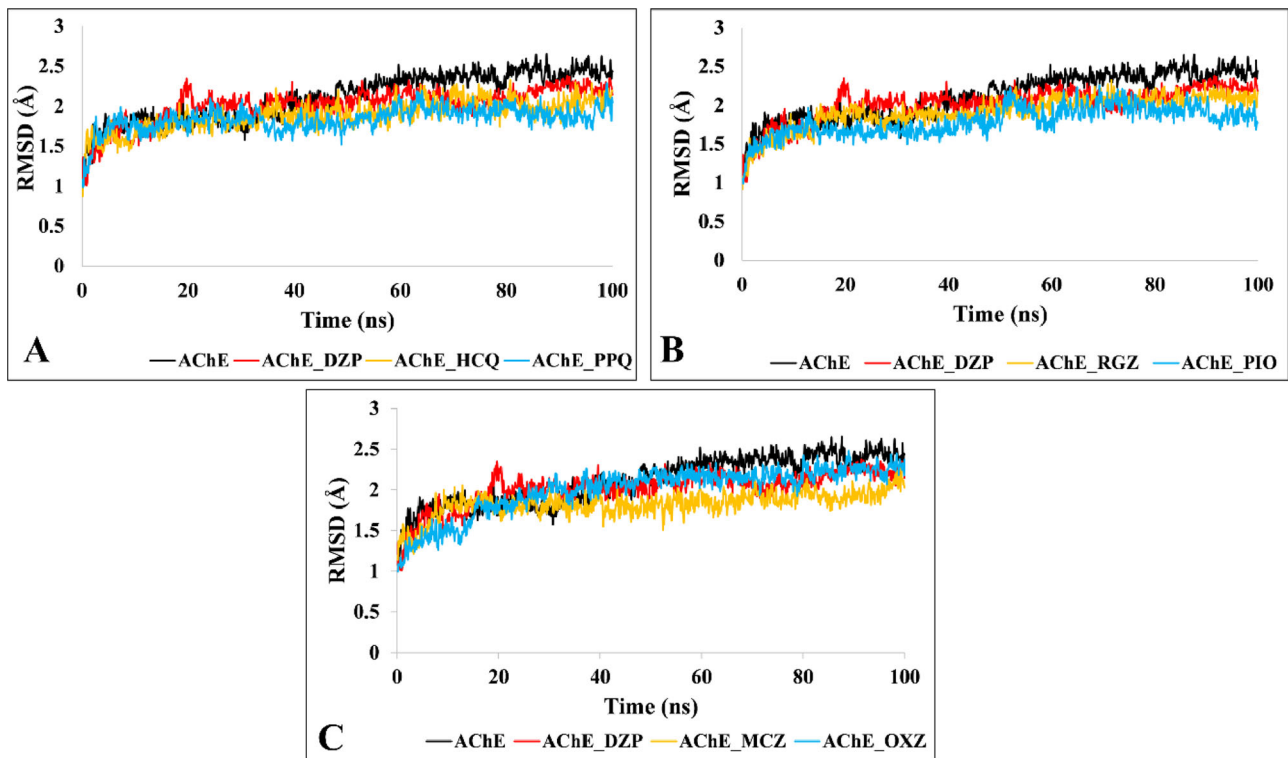 3
2.5
2
1.5
1
0.5
0
RMSD (Å)
0 20 40 60 80 100
Time (ns)
A
AChE AChE_DZP AChE_HCQ AChE_PPQ
3
2.5
2
1.5
1
0.5
0
RMSD (Å)
0 20 40 60 80 100
Time (ns)
B
AChE AChE_DZP AChE_RGZ AChE_PIO
3
2.5
2
1.5
1
0.5
0
RMSD (Å)
0 20 40 60 80 100
Time (ns)
C
AChE AChE_DZP AChE_MCZ AChE_OXZ